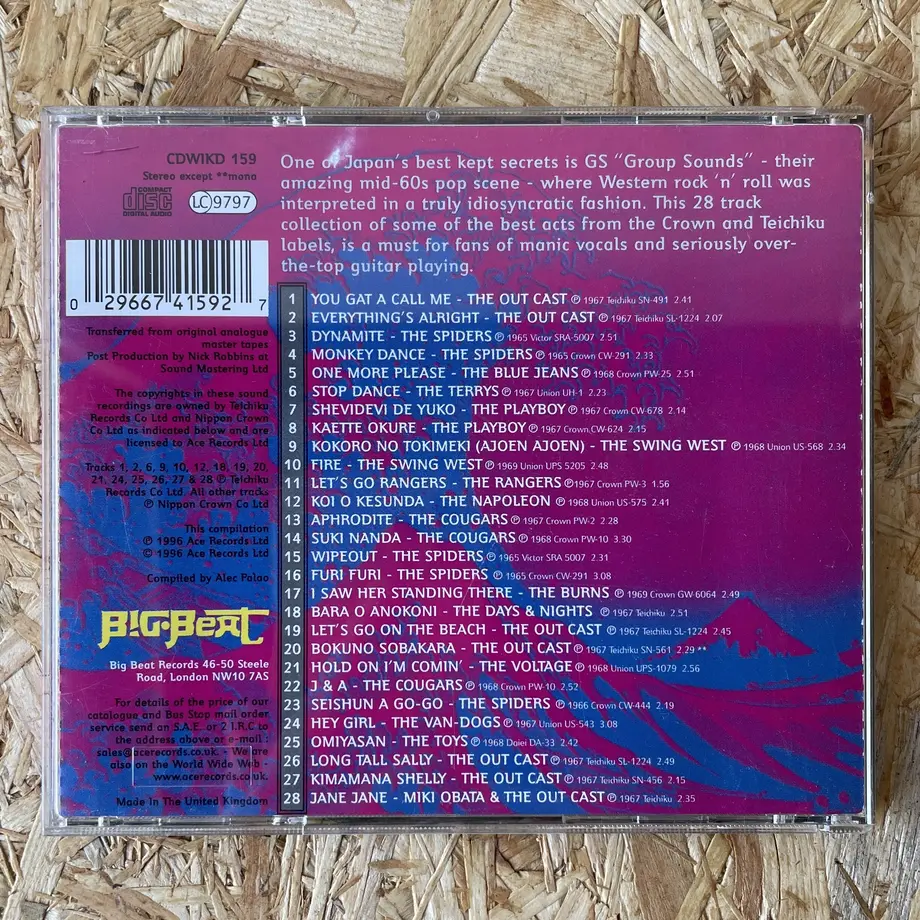 CDWIKD 159
Stereo except **mono
COMPACT
disc
DIGITAL AUDIO
LC 9797
0 29667 41592 7
Transferred from original analogue
master tapes
Post Production by Nick Robbins at
Sound Mastering Ltd
The copyrights in these sound
recordings are owned by Teichiku
Records Co Ltd and Nippon Crown
Co Ltd as indicated below and are
licensed to Ace Records Ltd
Tracks 1, 2, 6, 9, 10, 12, 18, 19, 20,
21, 24, 25, 26, 27 & 28 ℗ Teichiku
Records Co Ltd. All other tracks
℗ Nippon Crown Co Ltd
This compilation
℗ 1996 Ace Records Ltd
© 1996 Ace Records Ltd
Compiled by Alec Palao
BIG·BEAT
Big Beat Records 46-50 Steele
Road, London NW10 7AS
For details of the price of our
catalogue and Bas Stop mail order
service send an S.A.E. or 2 I.R.C to
the address above or e-mail :
sales@acerecords.co.uk. - We are
also on the World Wide Web -
www.acerecords.co.uk.
Made In The United Kingdom
One of Japan's best kept secrets is GS "Group Sounds" - their
amazing mid-60s pop scene - where Western rock 'n' roll was
interpreted in a truly idiosyncratic fashion. This 28 track
collection of some of the best acts from the Crown and Teichiku
labels, is a must for fans of manic vocals and seriously over-
the-top guitar playing.
1 YOU GAT A CALL ME - THE OUT CAST ℗ 1967 Teichiku SN-491 2.41
2 EVERYTHING'S ALRIGHT - THE OUT CAST ℗ 1967 Teichiku SL-1224 2.07
3 DYNAMITE - THE SPIDERS ℗ 1965 Victor SRA-5007 2.51
4 MONKEY DANCE - THE SPIDERS ℗ 1965 Crown CW-291 2.33
5 ONE MORE PLEASE - THE BLUE JEANS ℗ 1968 Crown PW-25 2.51
6 STOP DANCE - THE TERRYS ℗ 1967 Union UH-1 2.23
7 SHEVIDEVI DE YUKO - THE PLAYBOY ℗ 1967 Crown CW-678 2.14
8 KAETTE OKURE - THE PLAYBOY ℗ 1967 Crown CW-624 2.15
9 KOKORO NO TOKIMEKI (AJOEN AJOEN) - THE SWING WEST ℗ 1968 Union US-568 2.34
10 FIRE - THE SWING WEST ℗ 1969 Union UPS 5205 2.48
11 LET'S GO RANGERS - THE RANGERS ℗ 1967 Crown PW-3 1.56
12 KOI O KESUNDA - THE NAPOLEON ℗ 1968 Union US-575 2.41
13 APHRODITE - THE COUGARS ℗ 1967 Crown PW-2 2.28
14 SUKI NANDA - THE COUGARS ℗ 1968 Crown PW-10 3.30
15 WIPEOUT - THE SPIDERS ℗ 1965 Victor SRA 5007 2.31
16 FURI FURI - THE SPIDERS ℗ 1965 Crown CW-291 3.08
17 I SAW HER STANDING THERE - THE BURNS ℗ 1969 Crown GW-6064 2.49
18 BARA O ANOKONI - THE DAYS & NIGHTS ℗ 1967 Teichiku 2.51
19 LET'S GO ON THE BEACH - THE OUT CAST ℗ 1967 Teichiku SL-1224 2.45
20 BOKUNO SOBAKARA - THE OUT CAST ℗ 1967 Teichiku SN-561 2.29 **
21 HOLD ON I'M COMIN' - THE VOLTAGE ℗ 1968 Union UPS-1079 2.56
22 J & A - THE COUGARS ℗ 1968 Crown PW-10 2.52
23 SEISHUN A GO-GO - THE SPIDERS ℗ 1966 Crown CW-444 2.19
24 HEY GIRL - THE VAN-DOGS ℗ 1967 Union US-543 3.08
25 OMIYASAN - THE TOYS ℗ 1968 Daiei DA-33 2.42
26 LONG TALL SALLY - THE OUT CAST ℗ 1967 Teichiku SL-1224 2.49
27 KIMAMANA SHELLY - THE OUT CAST ℗ 1967 Teichiku SN-456 2.15
28 JANE JANE - MIKI OBATA & THE OUT CAST ℗ 1967 Teichiku 2.35